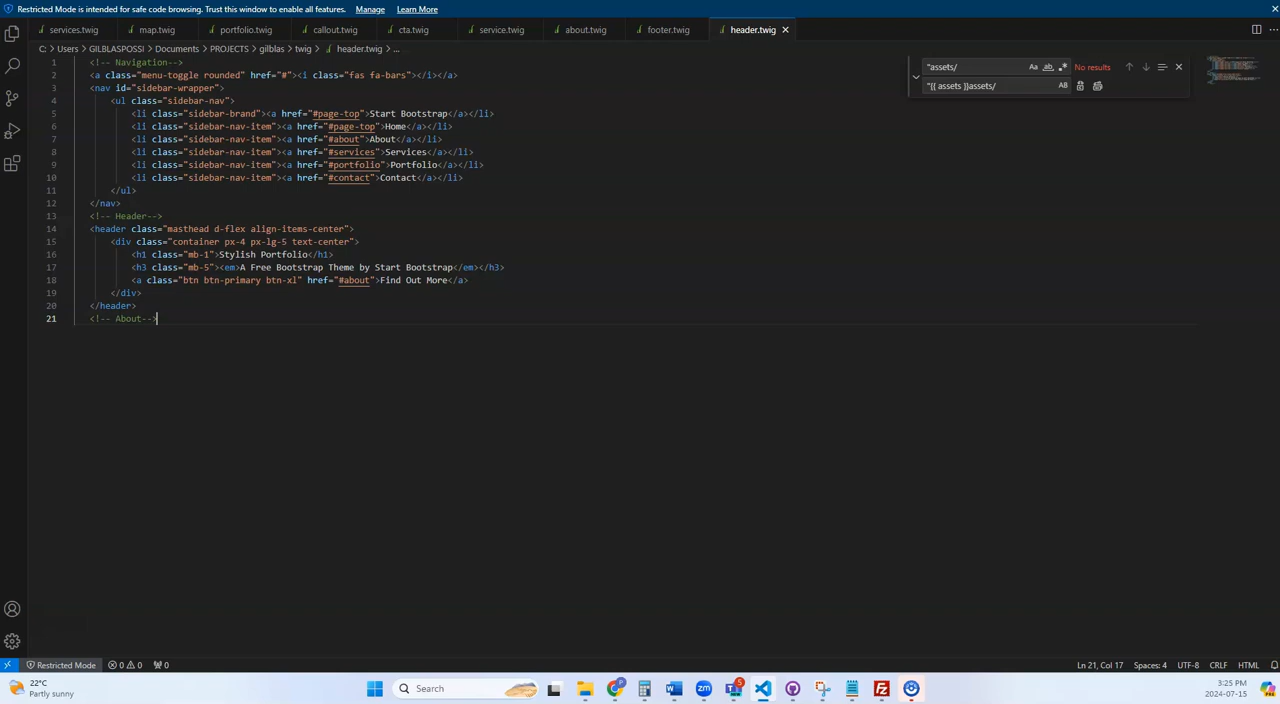 Restricted Mode is intended for safe code browsing. Trust this window to enable all features. Manage Learn More
services.twig map.twig portfolio.twig callout.twig cta.twig service.twig about.twig footer.twig header.twig
C: > Users > GILBLASPOSSI > Documents > PROJECTS > gilblas > twig > header.twig > ...
1 <!-- Navigation-->
2 <a class="menu-toggle rounded" href="#"><i class="fas fa-bars"></i></a>
3 <nav id="sidebar-wrapper">
4 <ul class="sidebar-nav">
5 <li class="sidebar-brand"><a href="#page-top">Start Bootstrap</a></li>
6 <li class="sidebar-nav-item"><a href="#page-top">Home</a></li>
7 <li class="sidebar-nav-item"><a href="#about">About</a></li>
8 <li class="sidebar-nav-item"><a href="#services">Services</a></li>
9 <li class="sidebar-nav-item"><a href="#portfolio">Portfolio</a></li>
10 <li class="sidebar-nav-item"><a href="#contact">Contact</a></li>
11 </ul>
12 </nav>
13 <!-- Header-->
14 <header class="masthead d-flex align-items-center">
15 <div class="container px-4 px-lg-5 text-center">
16 <h1 class="mb-1">Stylish Portfolio</h1>
17 <h3 class="mb-5"><em>A Free Bootstrap Theme by Start Bootstrap</em></h3>
18 <a class="btn btn-primary btn-xl" href="#about">Find Out More</a>
19 </div>
20 </header>
21 <!-- About-->
"assets/ Aa ab .* No results
"{{ assets }}assets/ AB
Restricted Mode 0 0 0 Ln 21, Col 17 Spaces: 4 UTF-8 CRLF HTML
22°C
Partly sunny
Search
5
3:25 PM
2024-07-15